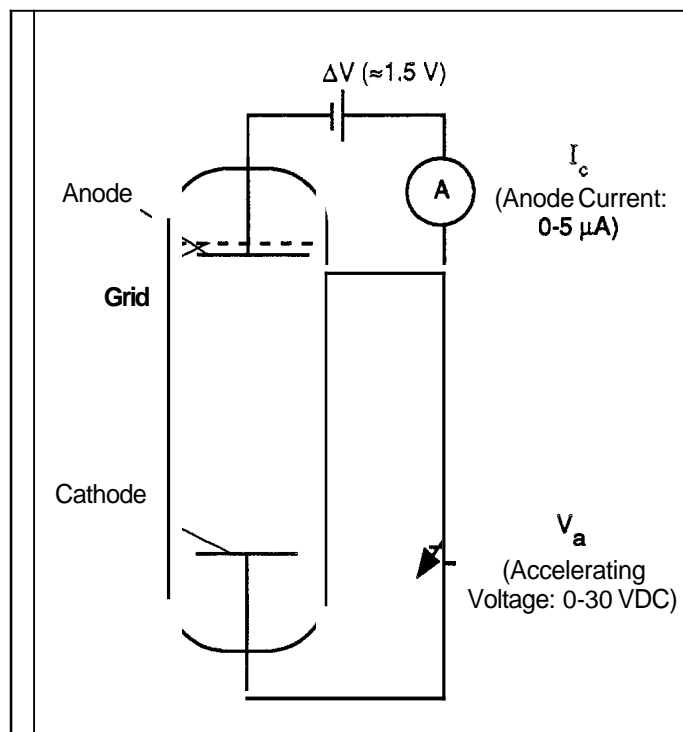 ΔV (≈1.5 V)
Anode
A
I_c
(Anode Current:
0-5 μA)
Grid
Cathode
V_a
(Accelerating
Voltage: 0-30 VDC)